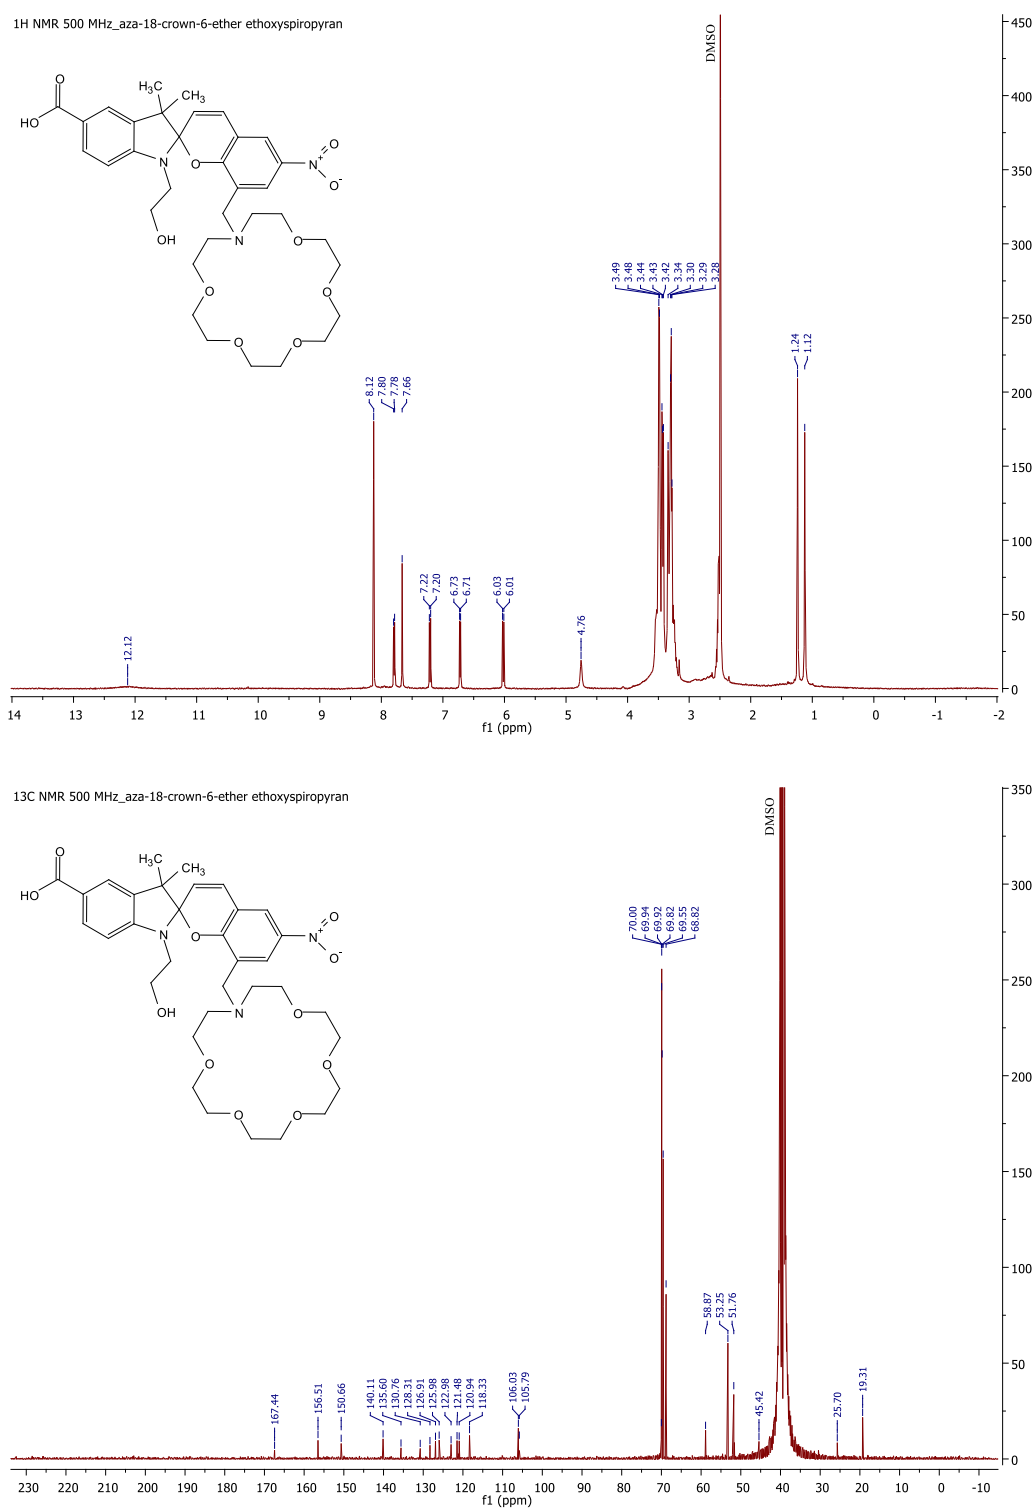 1H NMR 500 MHz_aza-18-crown-6-ether ethoxyspiropyran
DMSO
O
HO
H₃C
CH₃
N
O
N⁺
O
O⁻
OH
N
O
O
O
O
O
3.49 3.48 3.44 3.43 3.42 3.34 3.30 3.29 3.28
1.24 1.12
8.12 7.80 7.78 7.66
7.22 7.20
6.73 6.71
6.03 6.01
4.76
12.12
450
400
350
300
250
200
150
100
50
0
14 13 12 11 10 9 8 7 6 5 4 3 2 1 0 -1 -2
f1 (ppm)
13C NMR 500 MHz_aza-18-crown-6-ether ethoxyspiropyran
DMSO
O
HO
H₃C
CH₃
N
O
N⁺
O
O⁻
OH
N
O
O
O
O
O
70.00 69.94 69.92 69.82 69.55 68.82
58.87 53.25 51.76
45.42
25.70
19.31
167.44
156.51
150.66
140.11 135.60 130.76 128.31 126.91 125.98 122.98 121.48 120.94 118.33
106.03 105.79
350
300
250
200
150
100
50
0
230 220 210 200 190 180 170 160 150 140 130 120 110 100 90 80 70 60 50 40 30 20 10 0 -10
f1 (ppm)